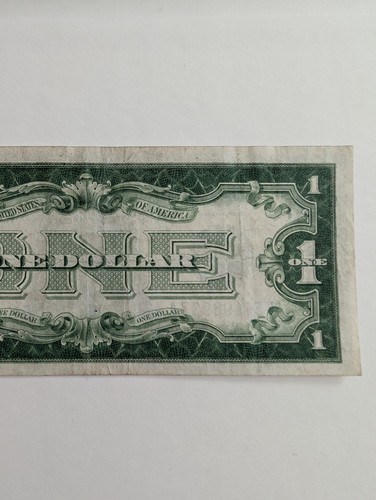 1
UNITED STATES OF AMERICA
ONE
ONE DOLLAR
ONE
1
ONE DOLLAR ONE DOLLAR
1